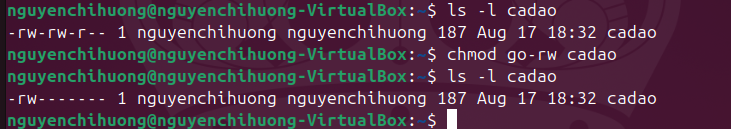 nguyenchihuong@nguyenchihuong-VirtualBox:~$ ls -l cadao
-rw-rw-r-- 1 nguyenchihuong nguyenchihuong 187 Aug 17 18:32 cadao
nguyenchihuong@nguyenchihuong-VirtualBox:~$ chmod go-rw cadao
nguyenchihuong@nguyenchihuong-VirtualBox:~$ ls -l cadao
-rw------- 1 nguyenchihuong nguyenchihuong 187 Aug 17 18:32 cadao
nguyenchihuong@nguyenchihuong-VirtualBox:~$